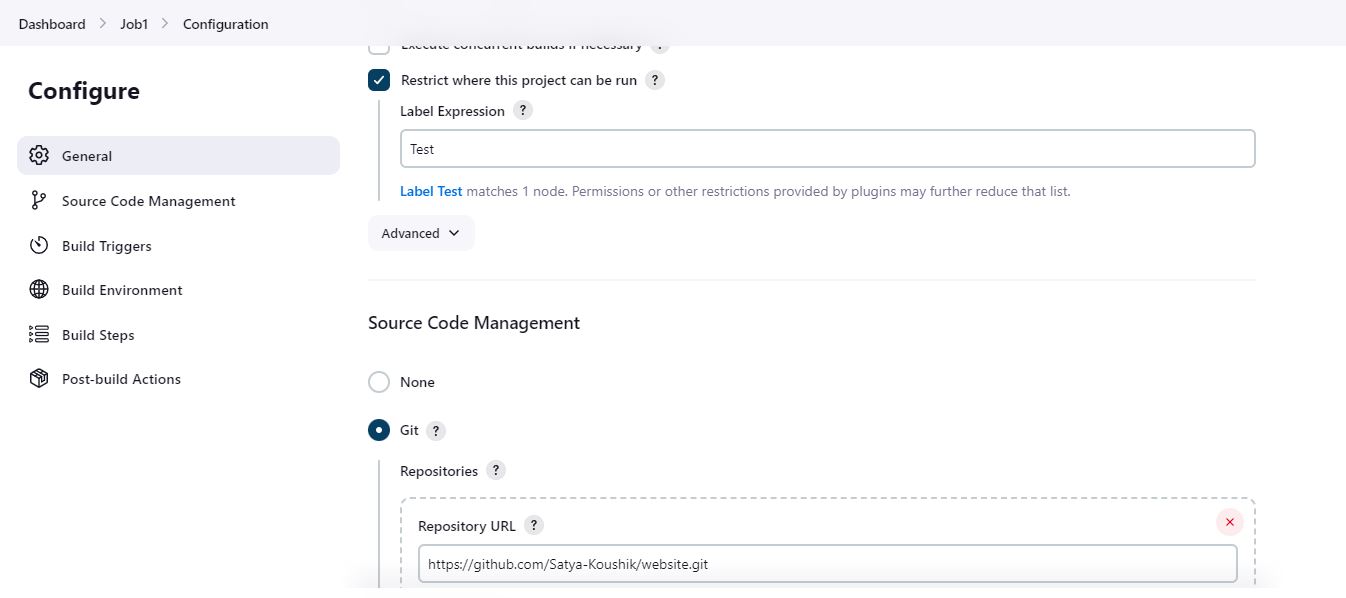 Dashboard > Job1 > Configuration
Configure
General
Source Code Management
Build Triggers
Build Environment
Build Steps
Post-build Actions
Execute concurrent builds if necessary ?
Restrict where this project can be run ?
Label Expression ?
Test
Label Test matches 1 node. Permissions or other restrictions provided by plugins may further reduce that list.
Advanced
Source Code Management
None
Git ?
Repositories ?
Repository URL ?
https://github.com/Satya-Koushik/website.git